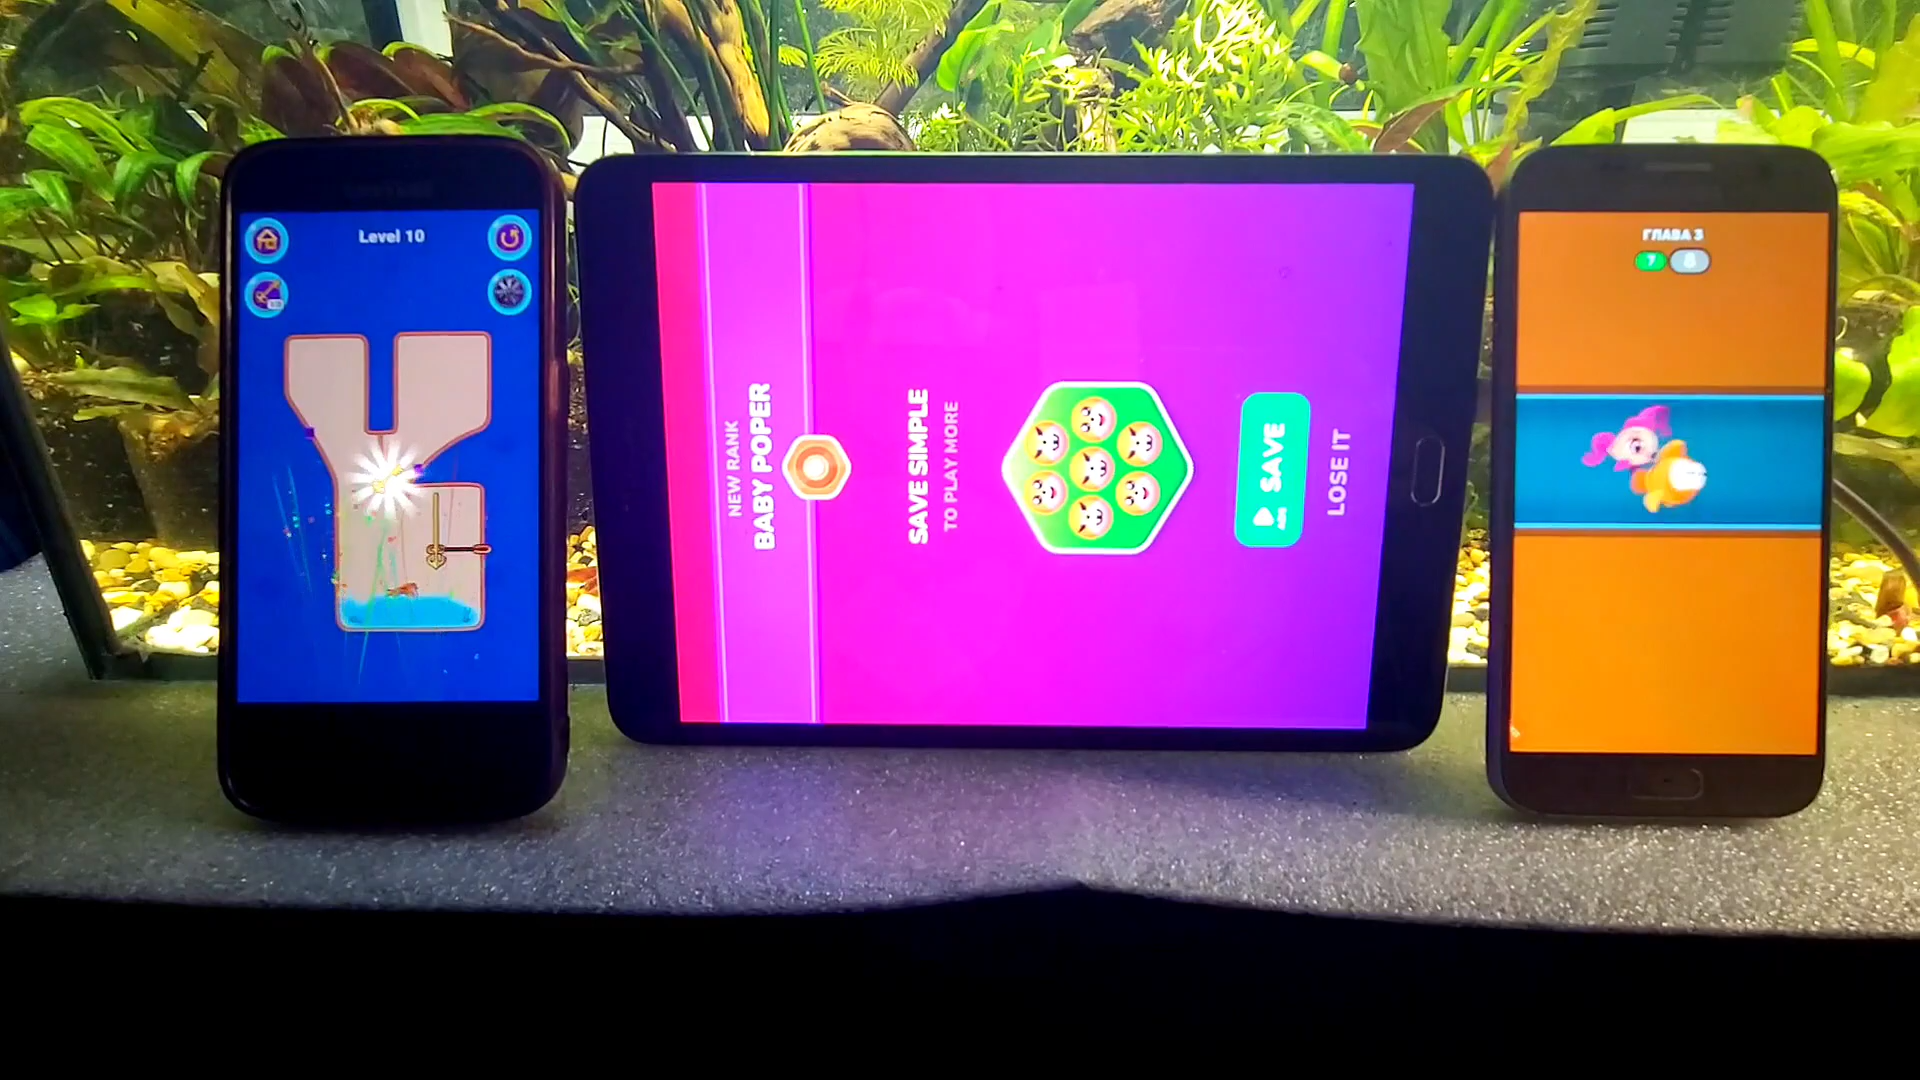 Level 10
NEW RANK
BABY POPER
SAVE SIMPLE
TO PLAY MORE
SAVE
LOSE IT
ГЛАВА 3
7
8